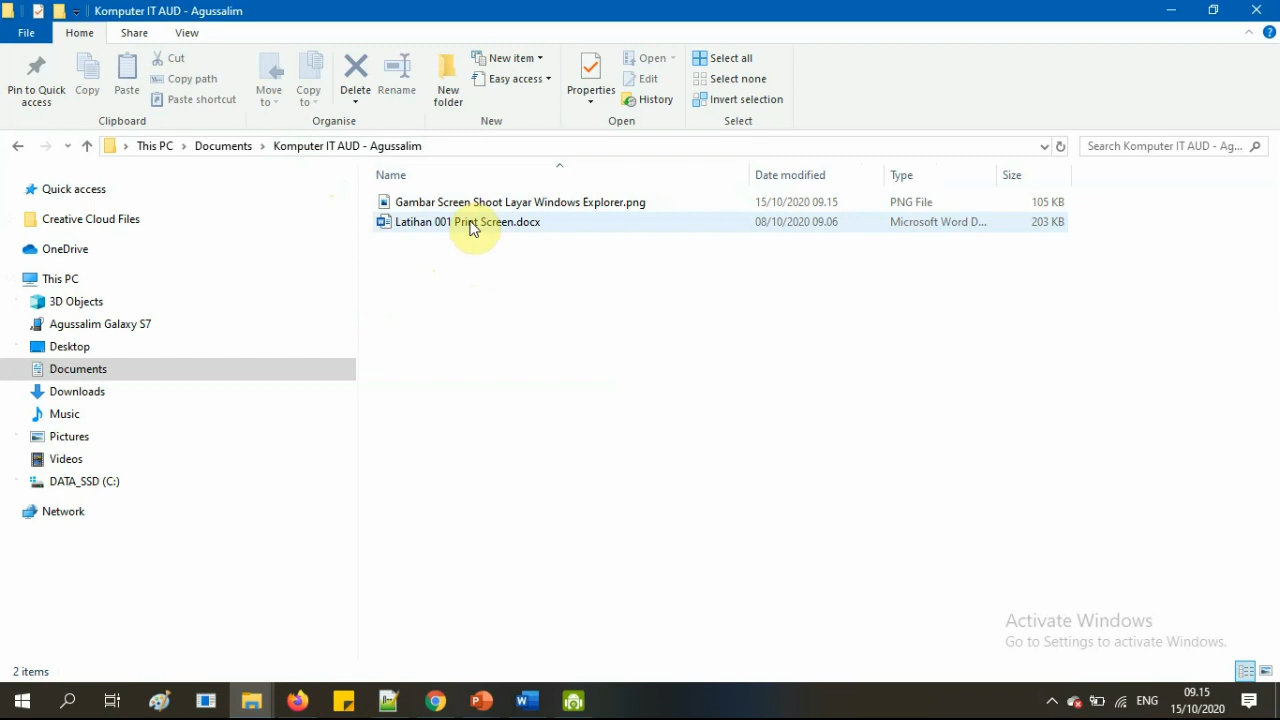 Komputer IT AUD - Agussalim
File Home Share View
Pin to Quick access
Copy
Paste
Cut
Copy path
Paste shortcut
Clipboard
Move to
Copy to
Delete
Rename
Organise
New folder
New item
Easy access
New
Properties
Open
Edit
History
Open
Select all
Select none
Invert selection
Select
This PC Documents Komputer IT AUD - Agussalim
Search Komputer IT AUD - Ag...
Name Date modified Type Size
Gambar Screen Shoot Layar Windows Explorer.png 15/10/2020 09.15 PNG File 105 KB
Latihan 001 Print Screen.docx 08/10/2020 09.06 Microsoft Word D... 203 KB
Quick access
Creative Cloud Files
OneDrive
This PC
3D Objects
Agussalim Galaxy S7
Desktop
Documents
Downloads
Music
Pictures
Videos
DATA_SSD (C:)
Network
Activate Windows
Go to Settings to activate Windows.
2 items
ENG
09.15
15/10/2020